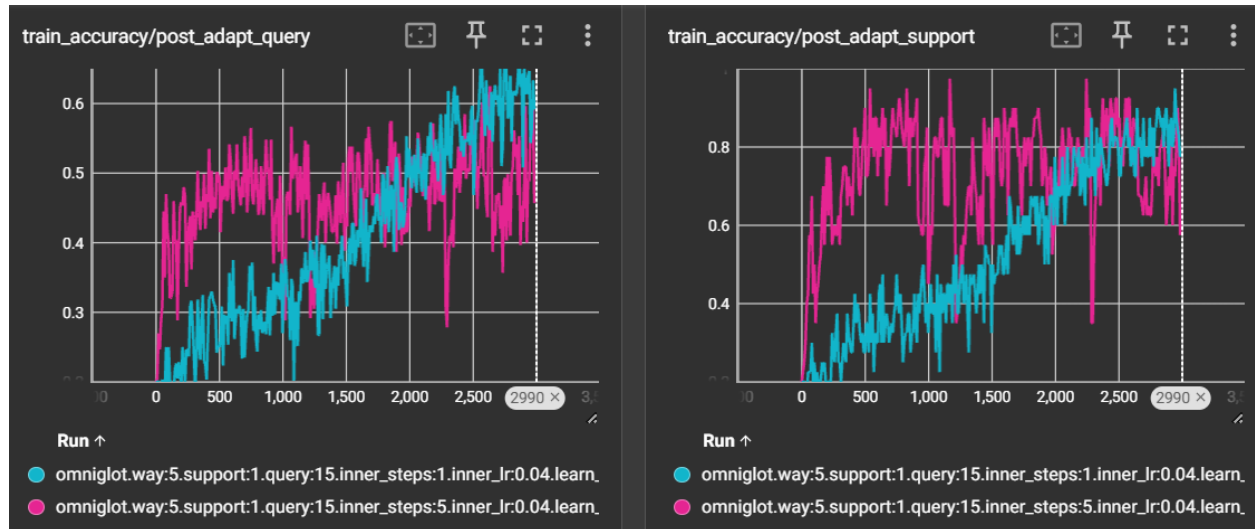 train_accuracy/post_adapt_query
0.6
0.5
0.4
0.3
0 500 1,000 1,500 2,000 2,500 2990 ×
Run ↑
omniglot.way:5.support:1.query:15.inner_steps:1.inner_lr:0.04.learn_
omniglot.way:5.support:1.query:15.inner_steps:5.inner_lr:0.04.learn_
train_accuracy/post_adapt_support
0.8
0.6
0.4
0 500 1,000 1,500 2,000 2,500 2990 ×
Run ↑
omniglot.way:5.support:1.query:15.inner_steps:1.inner_lr:0.04.learn_
omniglot.way:5.support:1.query:15.inner_steps:5.inner_lr:0.04.learn_